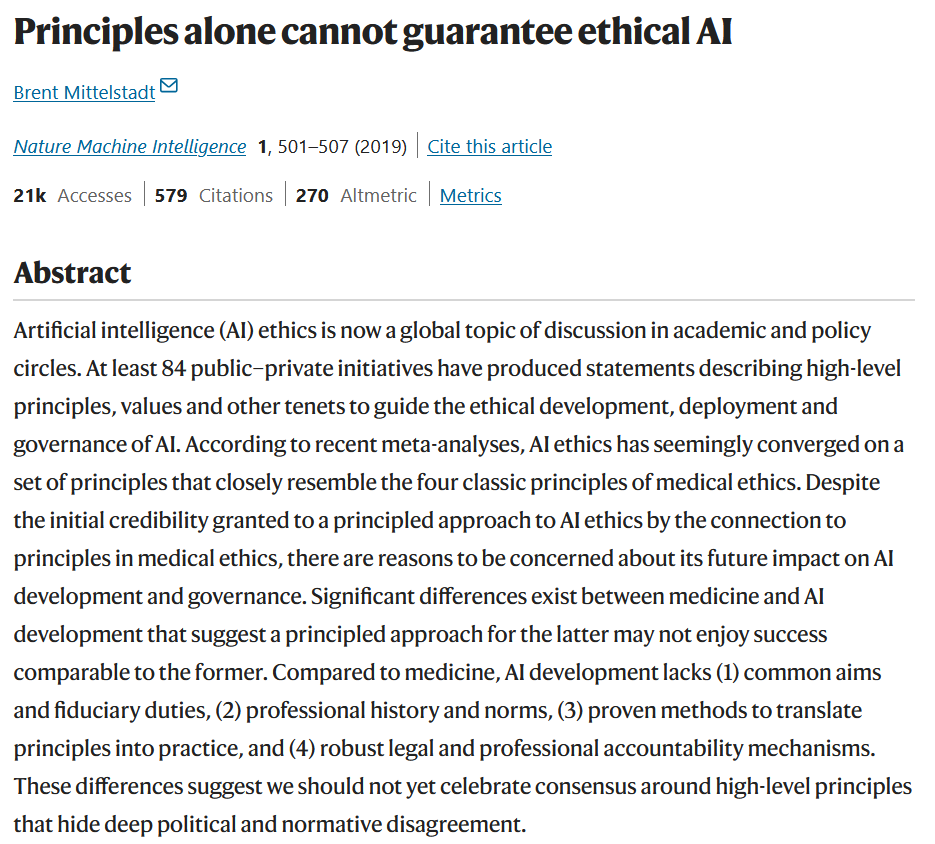 Principles alone cannot guarantee ethical AI
Brent Mittelstadt
Nature Machine Intelligence 1, 501–507 (2019) | Cite this article
21k Accesses | 579 Citations | 270 Altmetric | Metrics
Abstract
Artificial intelligence (AI) ethics is now a global topic of discussion in academic and policy
circles. At least 84 public–private initiatives have produced statements describing high-level
principles, values and other tenets to guide the ethical development, deployment and
governance of AI. According to recent meta-analyses, AI ethics has seemingly converged on a
set of principles that closely resemble the four classic principles of medical ethics. Despite
the initial credibility granted to a principled approach to AI ethics by the connection to
principles in medical ethics, there are reasons to be concerned about its future impact on AI
development and governance. Significant differences exist between medicine and AI
development that suggest a principled approach for the latter may not enjoy success
comparable to the former. Compared to medicine, AI development lacks (1) common aims
and fiduciary duties, (2) professional history and norms, (3) proven methods to translate
principles into practice, and (4) robust legal and professional accountability mechanisms.
These differences suggest we should not yet celebrate consensus around high-level principles
that hide deep political and normative disagreement.